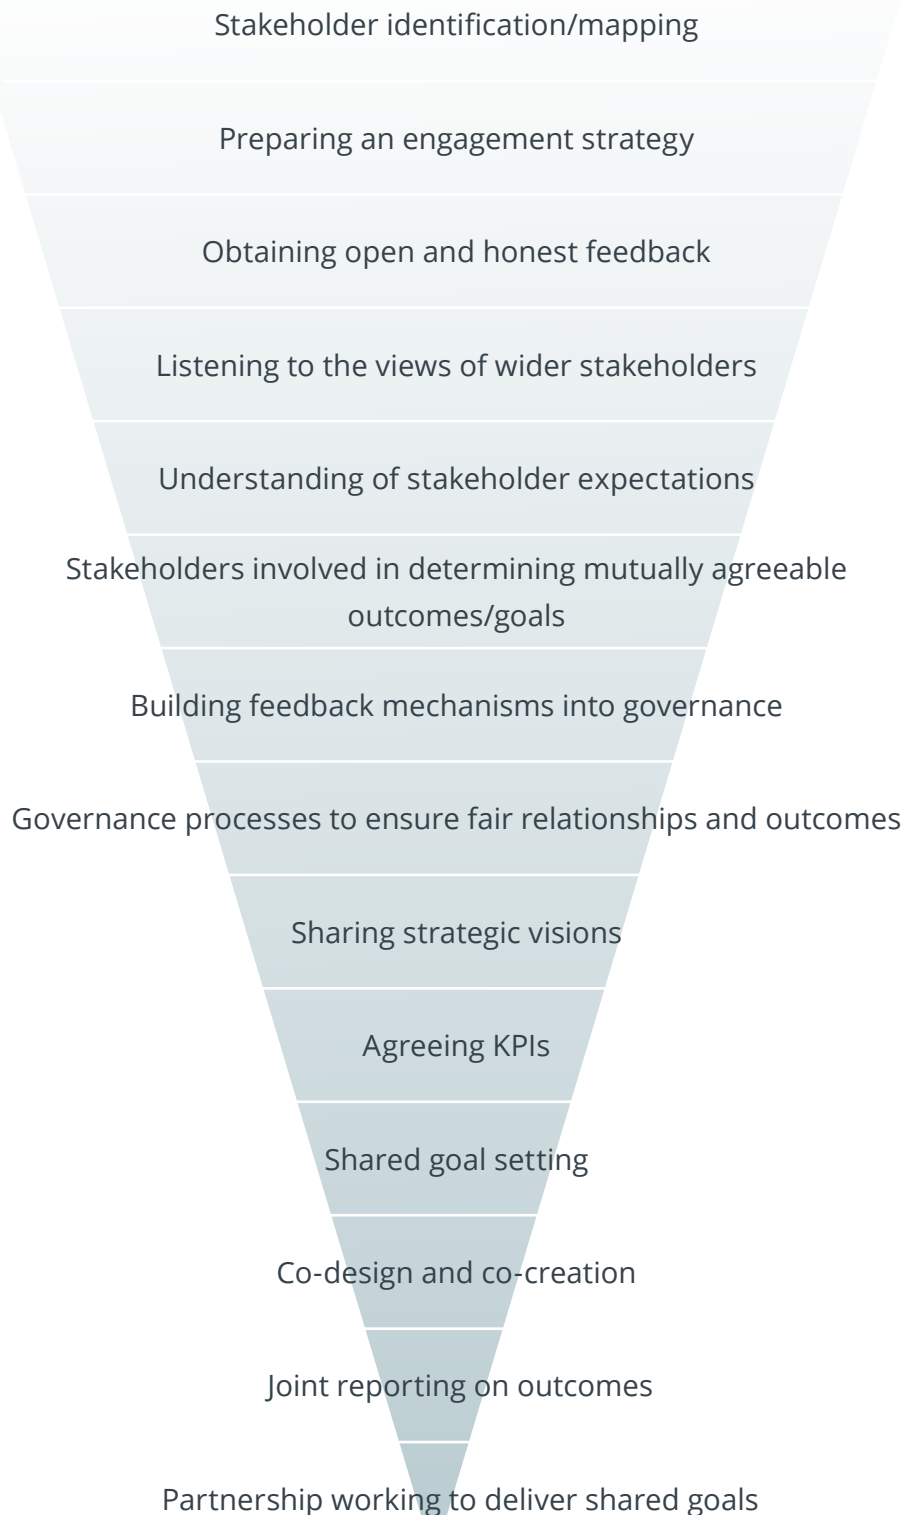 Stakeholder identification/mapping
Preparing an engagement strategy
Obtaining open and honest feedback
Listening to the views of wider stakeholders
Understanding of stakeholder expectations
Stakeholders involved in determining mutually agreeable
outcomes/goals
Building feedback mechanisms into governance
Governance processes to ensure fair relationships and outcomes
Sharing strategic visions
Agreeing KPIs
Shared goal setting
Co-design and co-creation
Joint reporting on outcomes
Partnership working to deliver shared goals